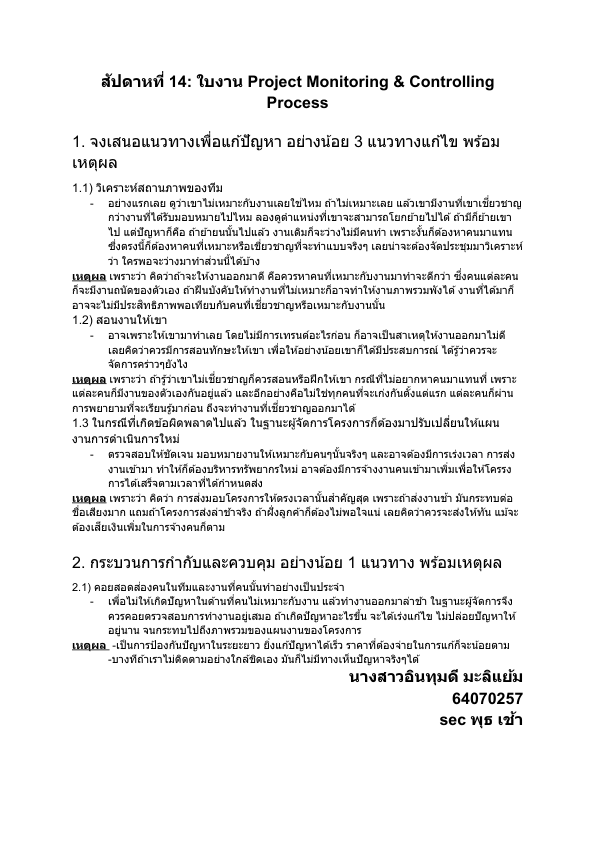 สัปดาหที่ 14: ใบงาน Project Monitoring & Controlling
Process
1. จงเสนอแนวทางเพื่อแก้ปัญหา อย่างน้อย 3 แนวทางแก้ไข พร้อม
เหตุผล
1.1) วิเคราะห์สถานภาพของทีม
- อย่างแรกเลย ดูว่าเขาไม่เหมาะกับงานเลยใช่ไหม ถ้าไม่เหมาะเลย แล้วเขามีงานที่เขาเชี่ยวชาญ
กว่างานที่ได้รับมอบหมายไปไหม ลองดูตำแหน่งที่เขาจะสามารถโยกย้ายไปได้ ถ้ามีก็ย้ายเขา
ไป แต่ปัญหาก็คือ ถ้าย้ายนนั้นไปแล้ว งานเดิมก็จะว่างไม่มีคนทำ เพราะงั้นก็ต้องหาคนมาแทน
ซึ่งตรงนี้ก็ต้องหาคนที่เหมาะหรือเชี่ยวชาญที่จะทำแบบจริงๆ เลยน่าจะต้องจัดประชุมมาวิเคราะห์
ว่า ใครพอจะว่างมาทำส่วนนี้ได้บ้าง
เหตุผล เพราะว่า คิดว่าถ้าจะให้งานออกมาดี คือควรหาคนที่เหมาะกับงานมาทำจะดีกว่า ซึ่งคนแต่ละคน
ก็จะมีงานถนัดของตัวเอง ถ้าฝืนบังคับให้ทำงานที่ไม่เหมาะก็อาจทำให้งานภาพรวมพังได้ งานที่ได้มาก็
อาจจะไม่มีประสิทธิภาพพอเทียบกับคนที่เชี่ยวชาญหรือเหมาะกับงานนั้น
1.2) สอนงานให้เขา
- อาจเพราะให้เขามาทำเลย โดยไม่มีการเทรนต์อะไรก่อน ก็อาจเป็นสาเหตุให้งานออกมาไม่ดี
เลยคิดว่าควรมีการสอนทักษะให้เขา เพื่อให้อย่างน้อยเขาก็ได้มีประสบการณ์ ได้รู้ว่าควรจะ
จัดการคร่าวๆยังไง
เหตุผล เพราะว่า ถ้ารู้ว่าเขาไม่เชี่ยวชาญก็ควรสอนหรือฝึกให้เขา กรณีที่ไม่อยากหาคนมาแทนที่ เพราะ
แต่ละคนก็มีงานของตัวเองกันอยู่แล้ว และอีกอย่างคือไม่ใช่ทุกคนที่จะเก่งกันตั้งแต่แรก แต่ละคนก็ผ่าน
การพยายามที่จะเรียนรู้มาก่อน ถึงจะทำงานที่เชี่ยวชาญออกมาได้
1.3 ในกรณีที่เกิดข้อผิดพลาดไปแล้ว ในฐานะผู้จัดการโครงการก็ต้องมาปรับเปลี่ยนให้แผน
งานการดำเนินการใหม่
- ตรวจสอบให้ชัดเจน มอบหมายงานให้เหมาะกับคนๆนั้นจริงๆ และอาจต้องมีการเร่งเวลา การส่ง
งานเข้ามา ทำให้ก็ต้องบริหารทรัพยากรใหม่ อาจต้องมีการจ้างงานคนเข้ามาเพิ่มเพื่อให้โครรง
การได้เสร็จตามเวลาที่ได้กำหนดส่ง
เหตุผล เพราะว่า คิดว่า การส่งมอบโครงการให้ตรงเวลานั้นสำคัญสุด เพราะถ้าส่งงานช้า มันกระทบต่อ
ชื่อเสียงมาก แถมถ้าโครงการส่งล่าช้าจริง ถ้าฝั่งลูกค้าก็ต้องไม่พอใจแน่ เลยคิดว่าควรจะส่งให้ทัน แม้จะ
ต้องเสียเงินเพิ่มในการจ้างคนก็ตาม
2. กระบวนการกำกับและควบคุม อย่างน้อย 1 แนวทาง พร้อมเหตุผล
2.1) คอยสอดส่องคนในทีมและงานที่คนนั้นทำอย่างเป็นประจำ
- เพื่อไม่ให้เกิดปัญหาในด้านที่คนไม่เหมาะกับงาน แล้วทำงานออกมาล่าช้า ในฐานะผู้จัดการจึง
ควรคอยตรวจสอบการทำงานอยู่เสมอ ถ้าเกิดปัญหาอะไรขึ้น จะได้เร่งแก้ไข ไม่ปล่อยปัญหาให้
อยู่นาน จนกระทบไปถึงภาพรวมของแผนงานของโครงการ
เหตุผล -เป็นการป้องกันปัญหาในระยะยาว ยิ่งแก้ปัญหาได้เร็ว ราคาที่ต้องจ่ายในการแก้ก็จะน้อยตาม
-บางทีถ้าเราไม่ติดตามอย่างใกล้ชิดเอง มันก็ไม่มีทางเห็นปัญหาจริงๆได้
นางสาวอินทุมดี มะลิแย้ม
64070257
sec พุธ เช้า